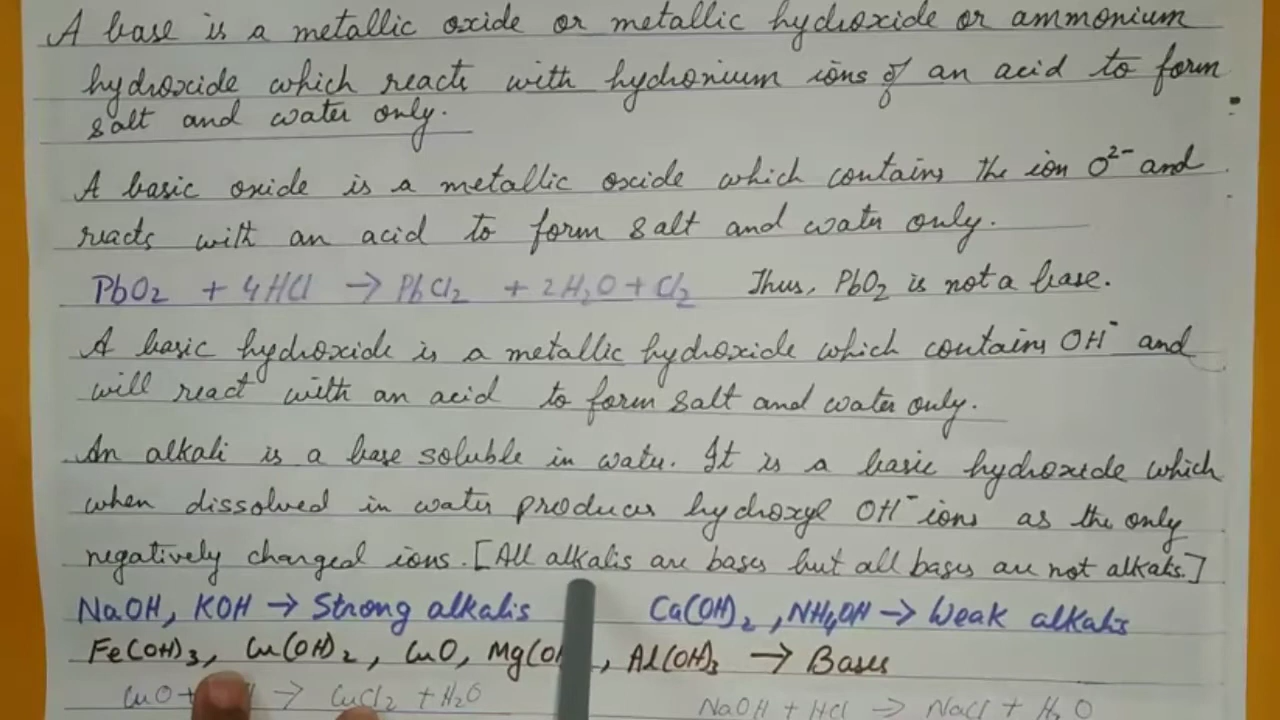 A base is a metallic oxide or metallic hydroxide or ammonium
hydroxide which reacts with hydronium ions of an acid to form
salt and water only.
A basic oxide is a metallic oxide which contains the ion O²⁻ and
reacts with an acid to form salt and water only.
PbO₂ + 4HCl → PbCl₂ + 2H₂O + Cl₂ Thus, PbO₂ is not a base.
A basic hydroxide is a metallic hydroxide which contains OH⁻ and
will react with an acid to form salt and water only.
An alkali is a base soluble in water. It is a basic hydroxide which
when dissolved in water produces hydroxyl OH⁻ ions as the only
negatively charged ions. [All alkalis are bases but all bases are not alkalis.]
NaOH, KOH → Strong alkalis Ca(OH)₂, NH₄OH → Weak alkalis
Fe(OH)₃, Cu(OH)₂, CuO, Mg(O , Al(OH)₃ → Bases
CuO + → CuCl₂ + H₂O NaOH + HCl → NaCl + H₂O